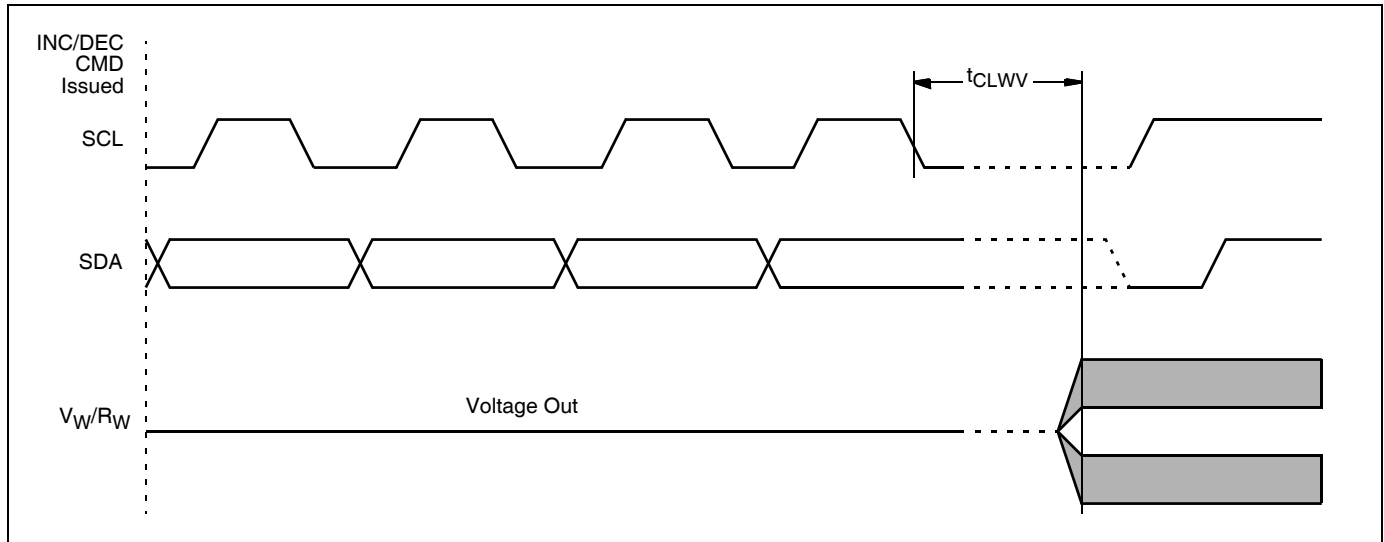 INC/DEC
CMD
Issued
tCLWV
SCL
SDA
Voltage Out
VW/RW